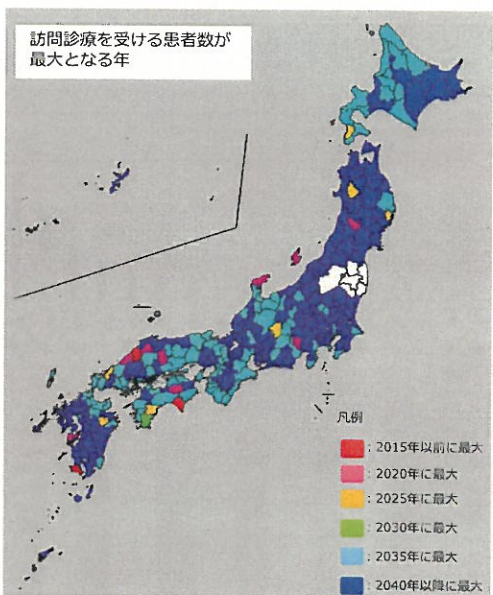 訪問診療を受ける患者数が
最大となる年
凡例
: 2015年以前に最大
: 2020年に最大
: 2025年に最大
: 2030年に最大
: 2035年に最大
: 2040年以降に最大